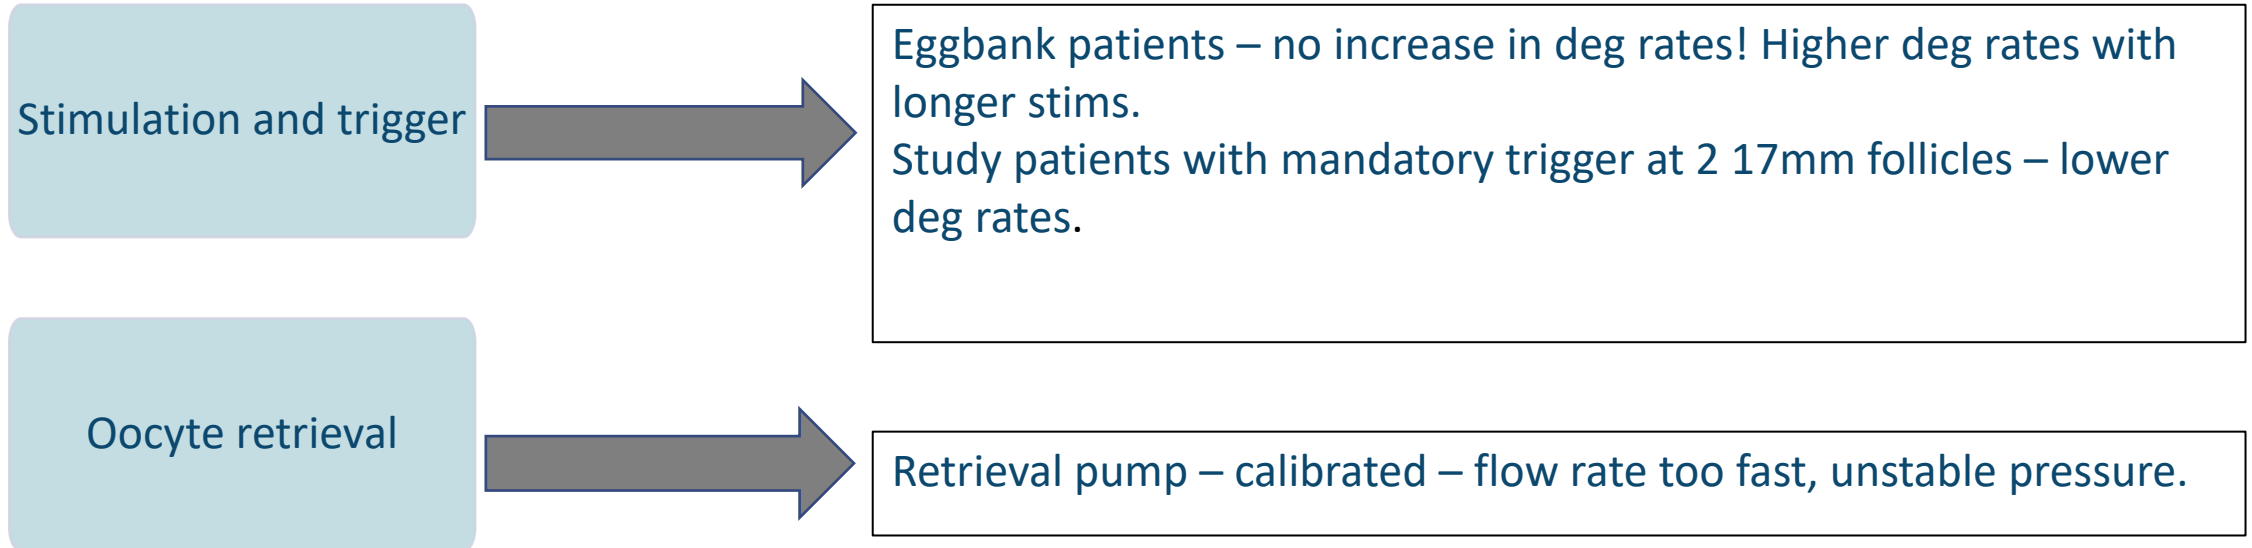 Stimulation and trigger
Eggbank patients – no increase in deg rates! Higher deg rates with
longer stims.
Study patients with mandatory trigger at 2 17mm follicles – lower
deg rates.
Oocyte retrieval
Retrieval pump – calibrated – flow rate too fast, unstable pressure.